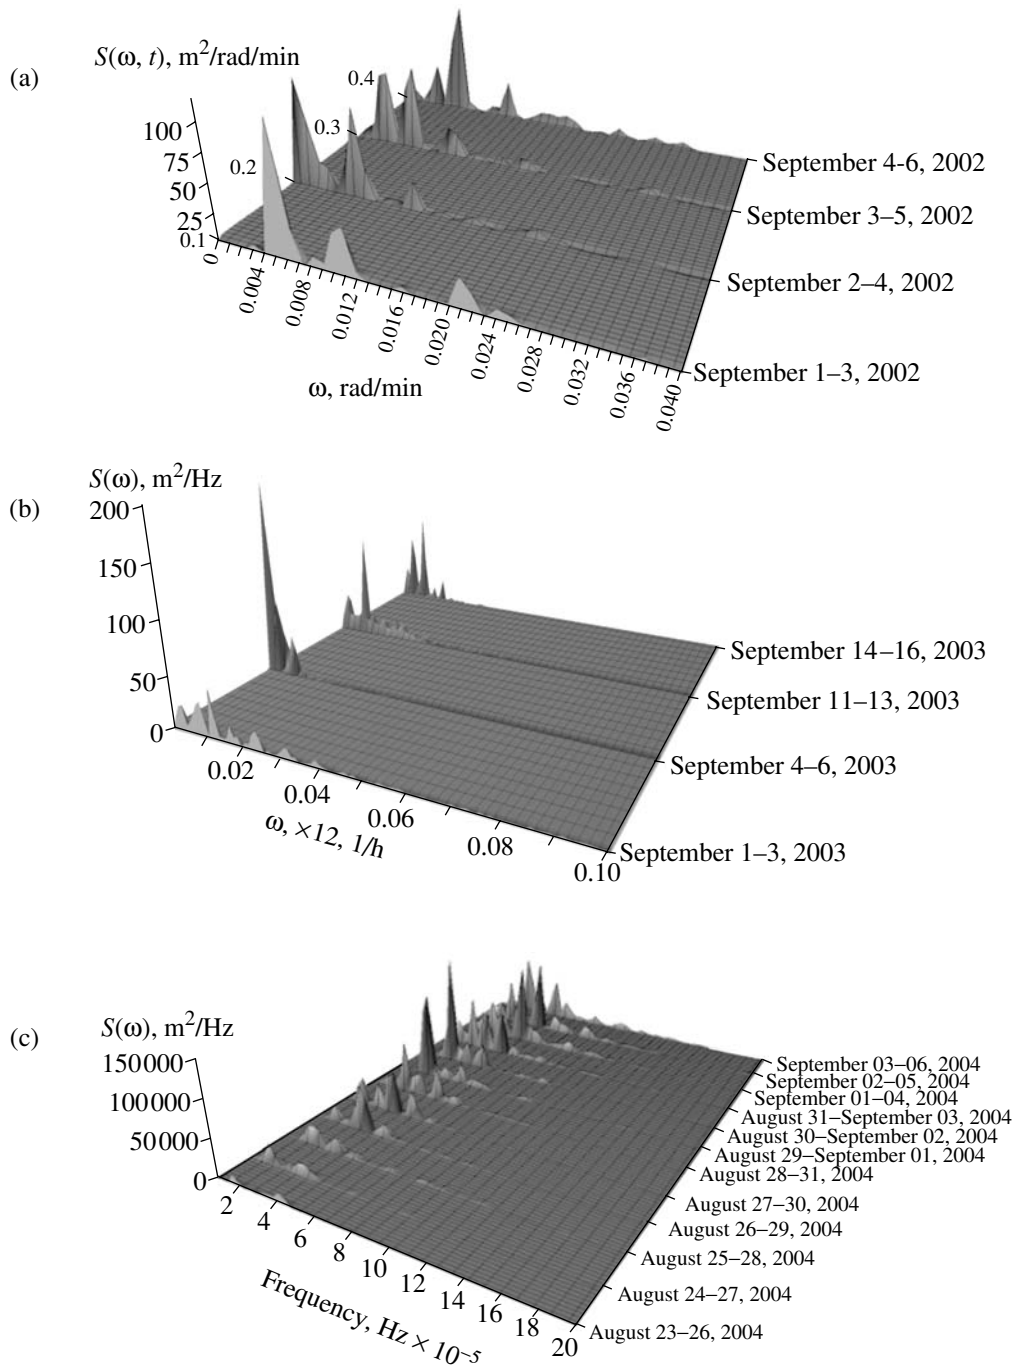 (a)
S(ω, t), m²/rad/min
100
75
50
25
0.1
0.2
0.3
0.4
0
0.004
0.008
0.012
0.016
0.020
0.024
0.028
0.032
0.036
0.040
ω, rad/min
September 4-6, 2002
September 3–5, 2002
September 2–4, 2002
September 1–3, 2002
(b)
S(ω), m²/Hz
200
150
100
50
0
0.02
0.04
0.06
0.08
0.10
ω, ×12, 1/h
September 14–16, 2003
September 11–13, 2003
September 4–6, 2003
September 1–3, 2003
(c)
S(ω), m²/Hz
150000
100000
50000
0
2
4
6
8
10
12
14
16
18
20
Frequency, Hz × 10⁻⁵
September 03–06, 2004
September 02–05, 2004
September 01–04, 2004
August 31–September 03, 2004
August 30–September 02, 2004
August 29–September 01, 2004
August 28–31, 2004
August 27–30, 2004
August 26–29, 2004
August 25–28, 2004
August 24–27, 2004
August 23–26, 2004